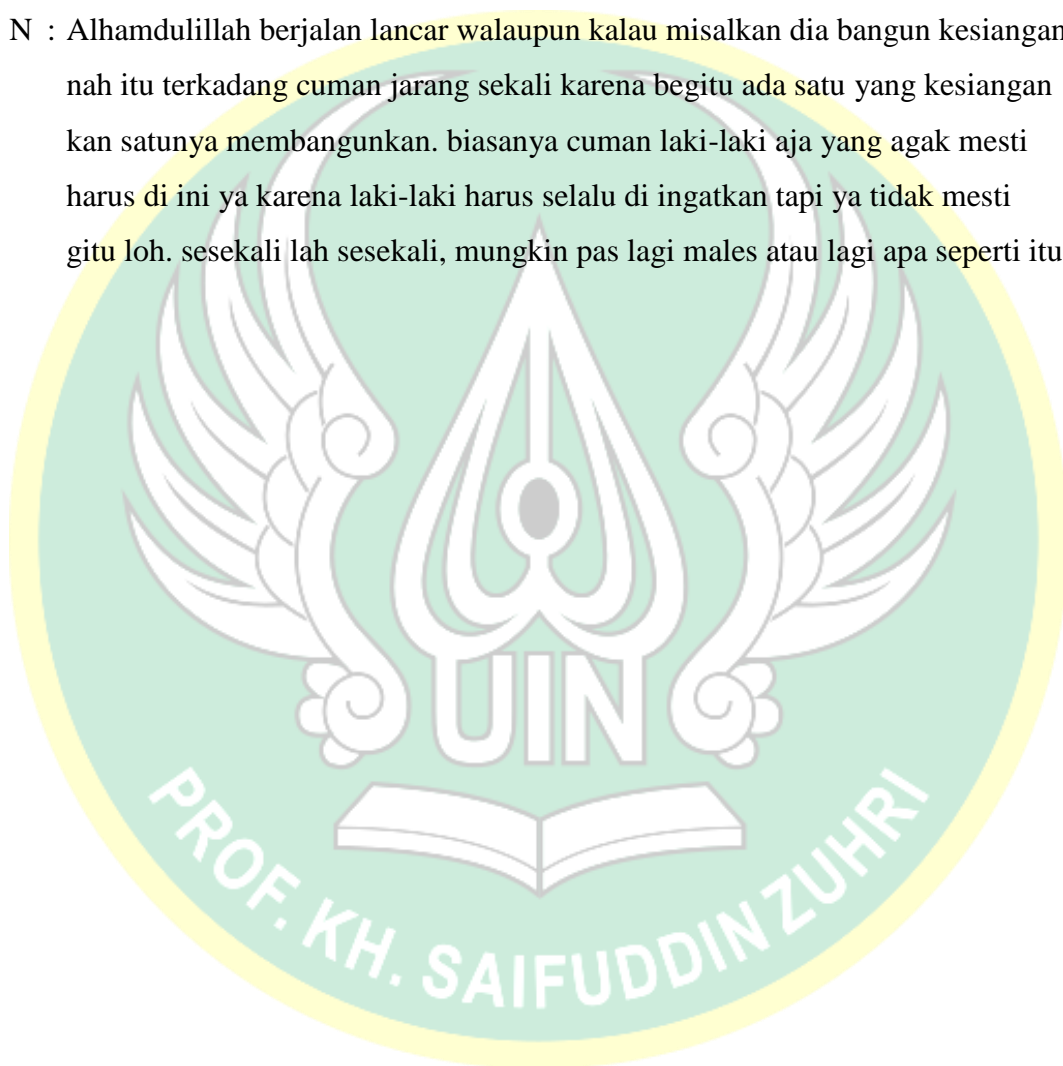 N : Alhamdulillah berjalan lancar walaupun kalau misalkan dia bangun kesiangan
nah itu terkadang cuman jarang sekali karena begitu ada satu yang kesiangan
kan satunya membangunkan. biasanya cuman laki-laki aja yang agak mesti
harus di ini ya karena laki-laki harus selalu di ingatkan tapi ya tidak mesti
gitu loh. sesekali lah sesekali, mungkin pas lagi males atau lagi apa seperti itu
UIN
PROF. KH. SAIFUDDIN ZUHRI